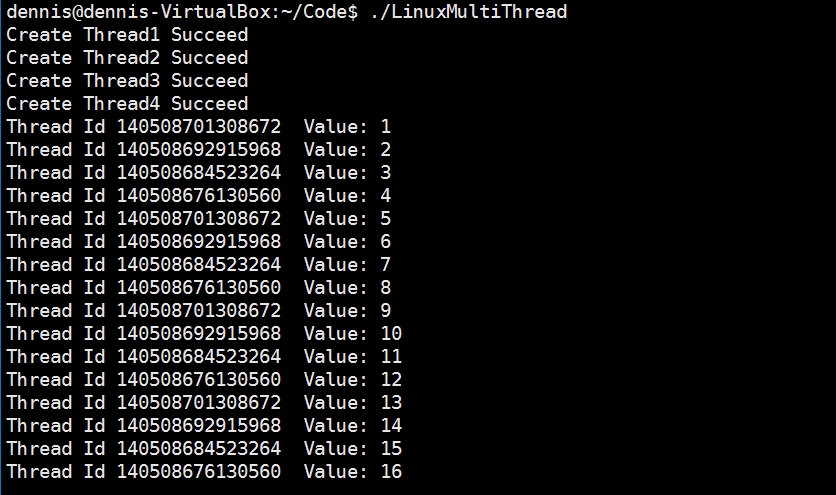 dennis@dennis-VirtualBox:~/Code$ ./LinuxMultiThread
Create Thread1 Succeed
Create Thread2 Succeed
Create Thread3 Succeed
Create Thread4 Succeed
Thread Id 140508701308672  Value: 1
Thread Id 140508692915968  Value: 2
Thread Id 140508684523264  Value: 3
Thread Id 140508676130560  Value: 4
Thread Id 140508701308672  Value: 5
Thread Id 140508692915968  Value: 6
Thread Id 140508684523264  Value: 7
Thread Id 140508676130560  Value: 8
Thread Id 140508701308672  Value: 9
Thread Id 140508692915968  Value: 10
Thread Id 140508684523264  Value: 11
Thread Id 140508676130560  Value: 12
Thread Id 140508701308672  Value: 13
Thread Id 140508692915968  Value: 14
Thread Id 140508684523264  Value: 15
Thread Id 140508676130560  Value: 16